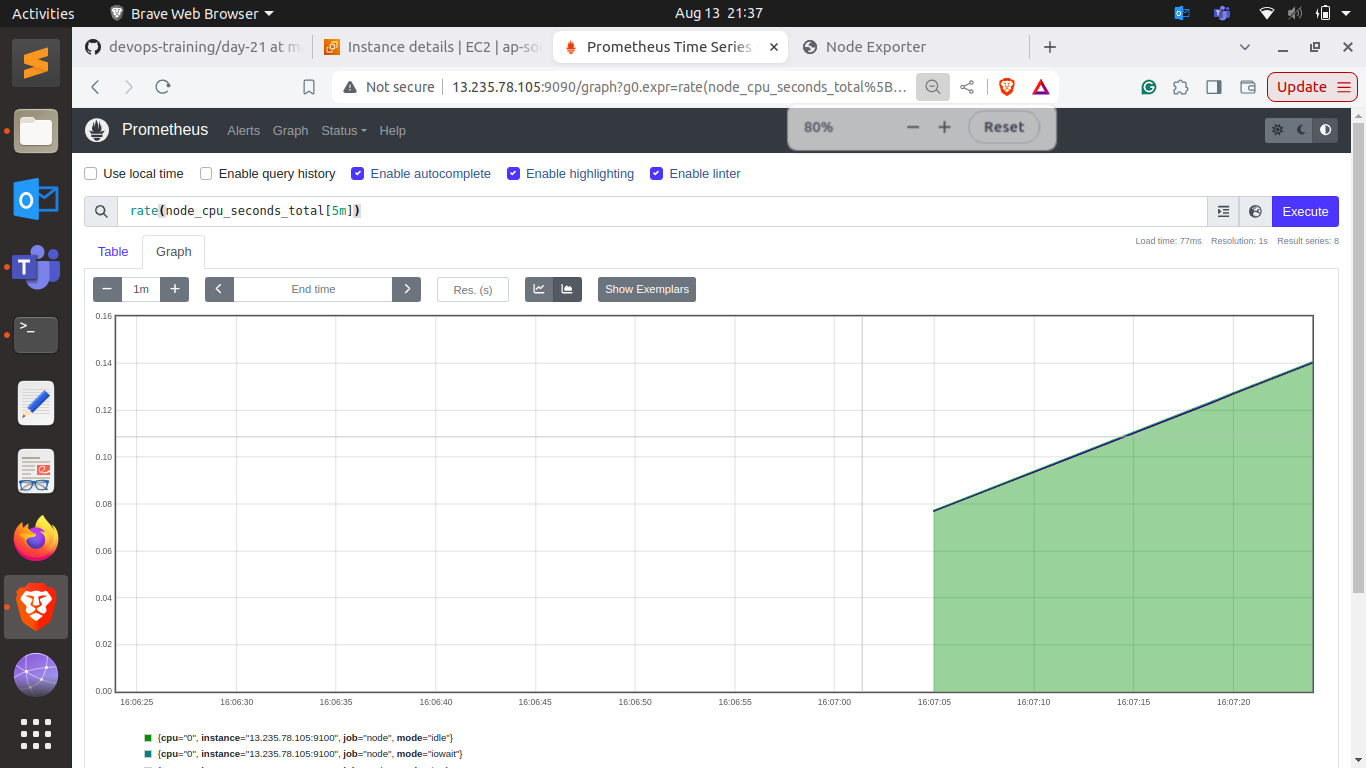 Activities
Brave Web Browser
Aug 13 21:37
devops-training/day-21 at m
Instance details | EC2 | ap-so
Prometheus Time Series
Node Exporter
Not secure
13.235.78.105:9090/graph?g0.expr=rate(node_cpu_seconds_total%5B...
Update
Prometheus
Alerts
Graph
Status
Help
80%
Reset
Use local time
Enable query history
Enable autocomplete
Enable highlighting
Enable linter
rate(node_cpu_seconds_total[5m])
Execute
Table
Graph
Load time: 77ms
Resolution: 1s
Result series: 8
1m
End time
Res. (s)
Show Exemplars
0.16
0.14
0.12
0.10
0.08
0.06
0.04
0.02
0.00
16:06:25
16:06:30
16:06:35
16:06:40
16:06:45
16:06:50
16:06:55
16:07:00
16:07:05
16:07:10
16:07:15
16:07:20
{cpu="0", instance="13.235.78.105:9100", job="node", mode="idle"}
{cpu="0", instance="13.235.78.105:9100", job="node", mode="iowait"}